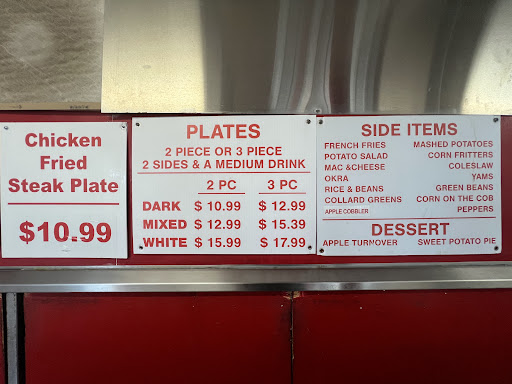 Chicken
Fried
Steak Plate
$10.99
PLATES
2 PIECE OR 3 PIECE
2 SIDES & A MEDIUM DRINK
2 PC 3 PC
DARK $ 10.99 $ 12.99
MIXED $ 12.99 $ 15.39
WHITE $ 15.99 $ 17.99
SIDE ITEMS
FRENCH FRIES MASHED POTATOES
POTATO SALAD CORN FRITTERS
MAC &CHEESE COLESLAW
OKRA YAMS
RICE & BEANS GREEN BEANS
COLLARD GREENS CORN ON THE COB
APPLE COBBLER PEPPERS
DESSERT
APPLE TURNOVER SWEET POTATO PIE